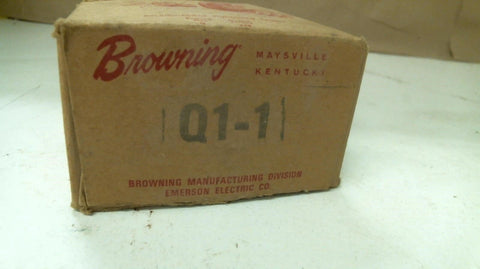 Browning
MAYSVILLE
KENTUCKY
Q1-1
BROWNING MANUFACTURING DIVISION
EMERSON ELECTRIC CO.